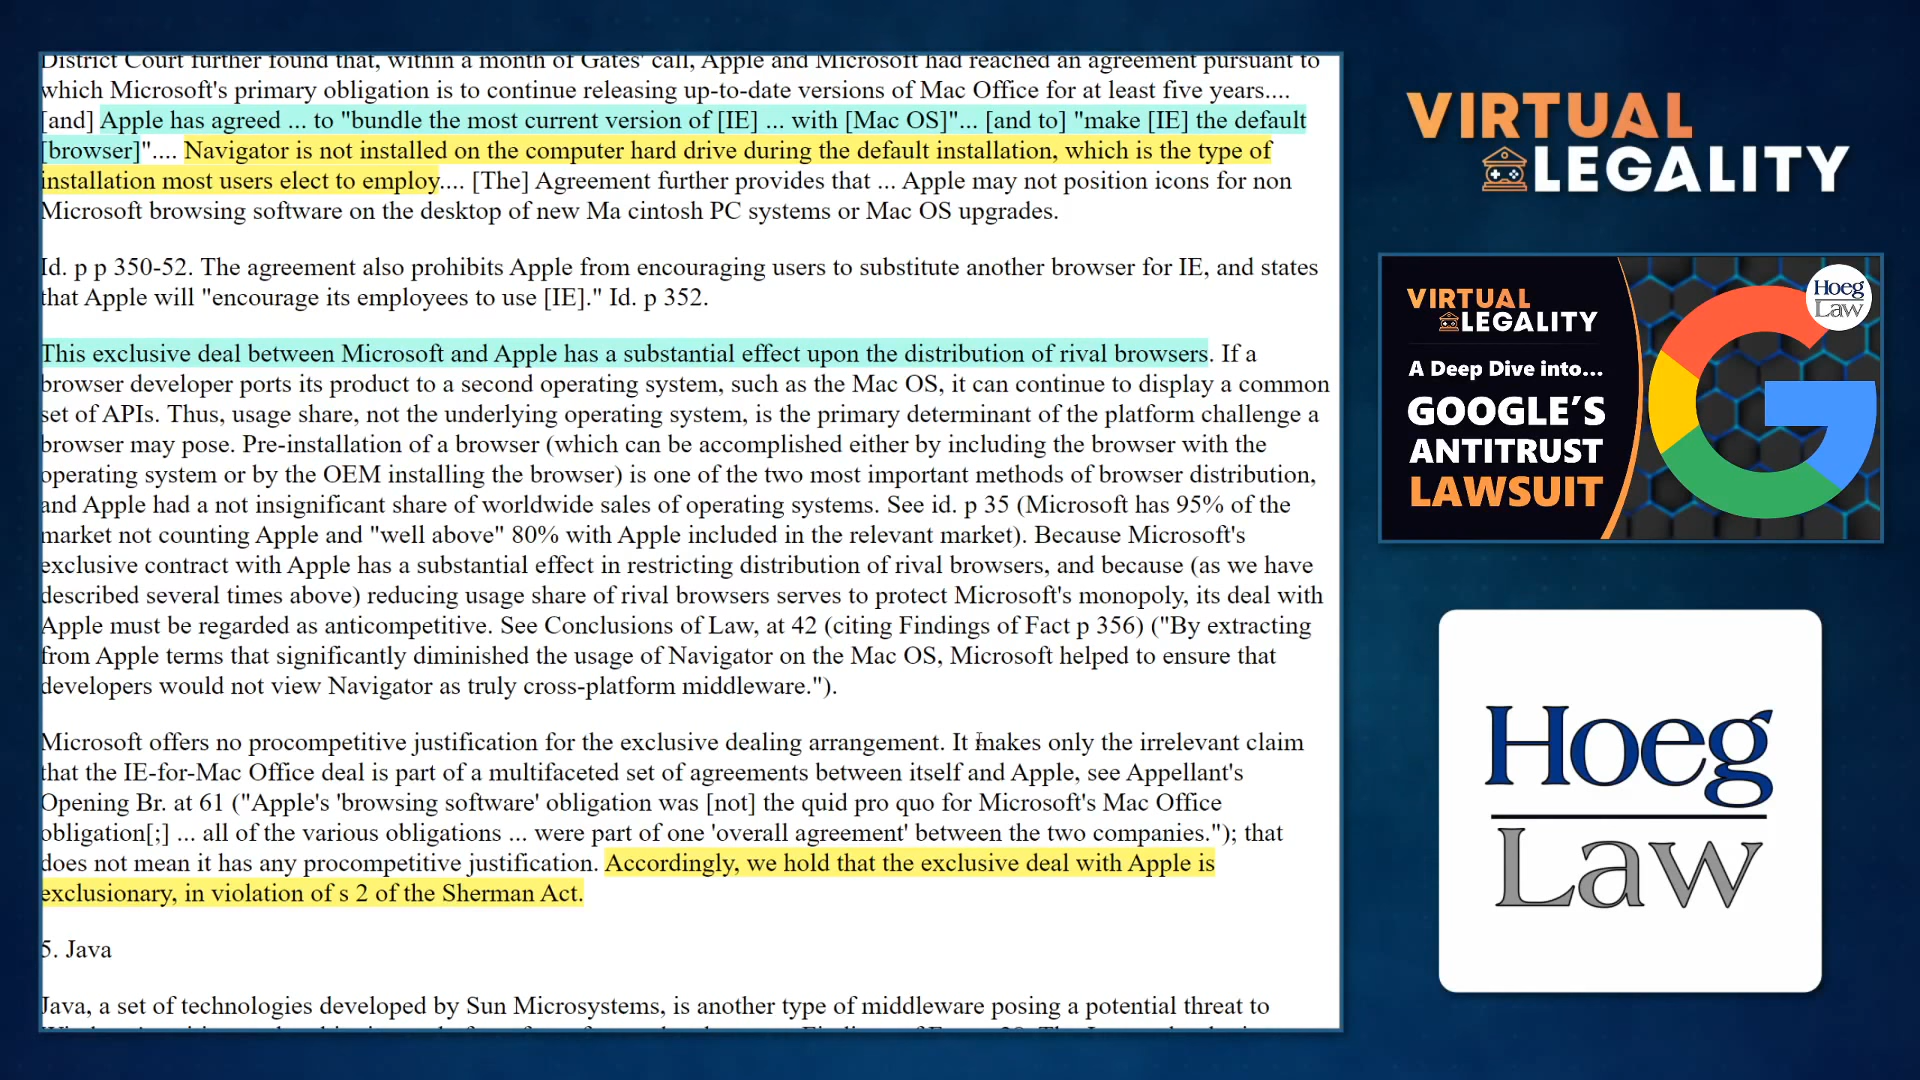 District Court further found that, within a month of Gates' call, Apple and Microsoft had reached an agreement pursuant to
which Microsoft's primary obligation is to continue releasing up-to-date versions of Mac Office for at least five years....
[and] Apple has agreed ... to "bundle the most current version of [IE] ... with [Mac OS]"... [and to] "make [IE] the default
[browser]".... Navigator is not installed on the computer hard drive during the default installation, which is the type of
installation most users elect to employ.... [The] Agreement further provides that ... Apple may not position icons for non
Microsoft browsing software on the desktop of new Ma cintosh PC systems or Mac OS upgrades.
Id. p p 350-52. The agreement also prohibits Apple from encouraging users to substitute another browser for IE, and states
that Apple will "encourage its employees to use [IE]." Id. p 352.
This exclusive deal between Microsoft and Apple has a substantial effect upon the distribution of rival browsers. If a
browser developer ports its product to a second operating system, such as the Mac OS, it can continue to display a common
set of APIs. Thus, usage share, not the underlying operating system, is the primary determinant of the platform challenge a
browser may pose. Pre-installation of a browser (which can be accomplished either by including the browser with the
operating system or by the OEM installing the browser) is one of the two most important methods of browser distribution,
and Apple had a not insignificant share of worldwide sales of operating systems. See id. p 35 (Microsoft has 95% of the
market not counting Apple and "well above" 80% with Apple included in the relevant market). Because Microsoft's
exclusive contract with Apple has a substantial effect in restricting distribution of rival browsers, and because (as we have
described several times above) reducing usage share of rival browsers serves to protect Microsoft's monopoly, its deal with
Apple must be regarded as anticompetitive. See Conclusions of Law, at 42 (citing Findings of Fact p 356) ("By extracting
from Apple terms that significantly diminished the usage of Navigator on the Mac OS, Microsoft helped to ensure that
developers would not view Navigator as truly cross-platform middleware.").
Microsoft offers no procompetitive justification for the exclusive dealing arrangement. It makes only the irrelevant claim
that the IE-for-Mac Office deal is part of a multifaceted set of agreements between itself and Apple, see Appellant's
Opening Br. at 61 ("Apple's 'browsing software' obligation was [not] the quid pro quo for Microsoft's Mac Office
obligation[;] ... all of the various obligations ... were part of one 'overall agreement' between the two companies."); that
does not mean it has any procompetitive justification. Accordingly, we hold that the exclusive deal with Apple is
exclusionary, in violation of s 2 of the Sherman Act.
5. Java
Java, a set of technologies developed by Sun Microsystems, is another type of middleware posing a potential threat to
VIRTUAL
LEGALITY
VIRTUAL
LEGALITY
A Deep Dive into...
GOOGLE'S
ANTITRUST
LAWSUIT
Hoeg
Law
Hoeg
Law